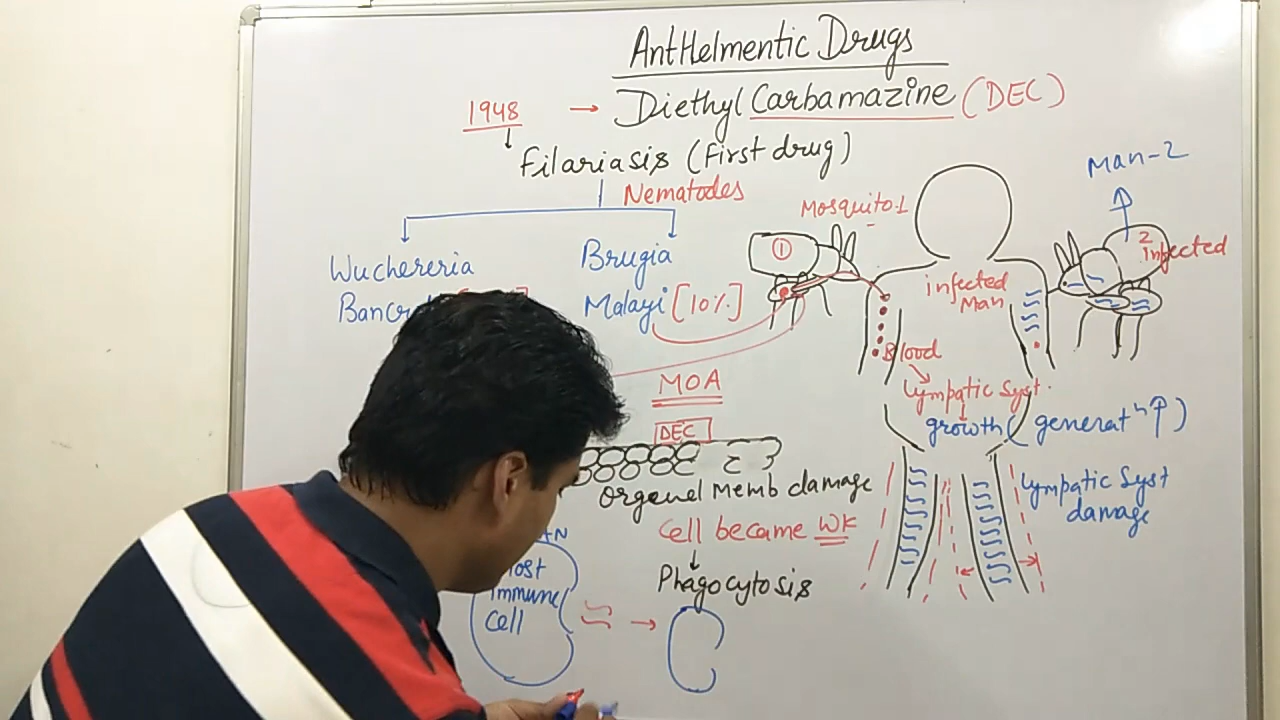 AntHelmentic Drugs
1948 → Diethyl Carbamazine (DEC)
Filariasis (First drug)
Nematodes
Wuchereria
Brugia
Malayi [10%]
Mosquito-1
1
Man-2
2
infected
infected
Man
Blood
Lympatic Syst.
growth (generatn ↑)
Lympatic Syst
damage
MOA
DEC
Organel Memb damage
Cell became WK
Phagocytosis
Host
immune
Cell